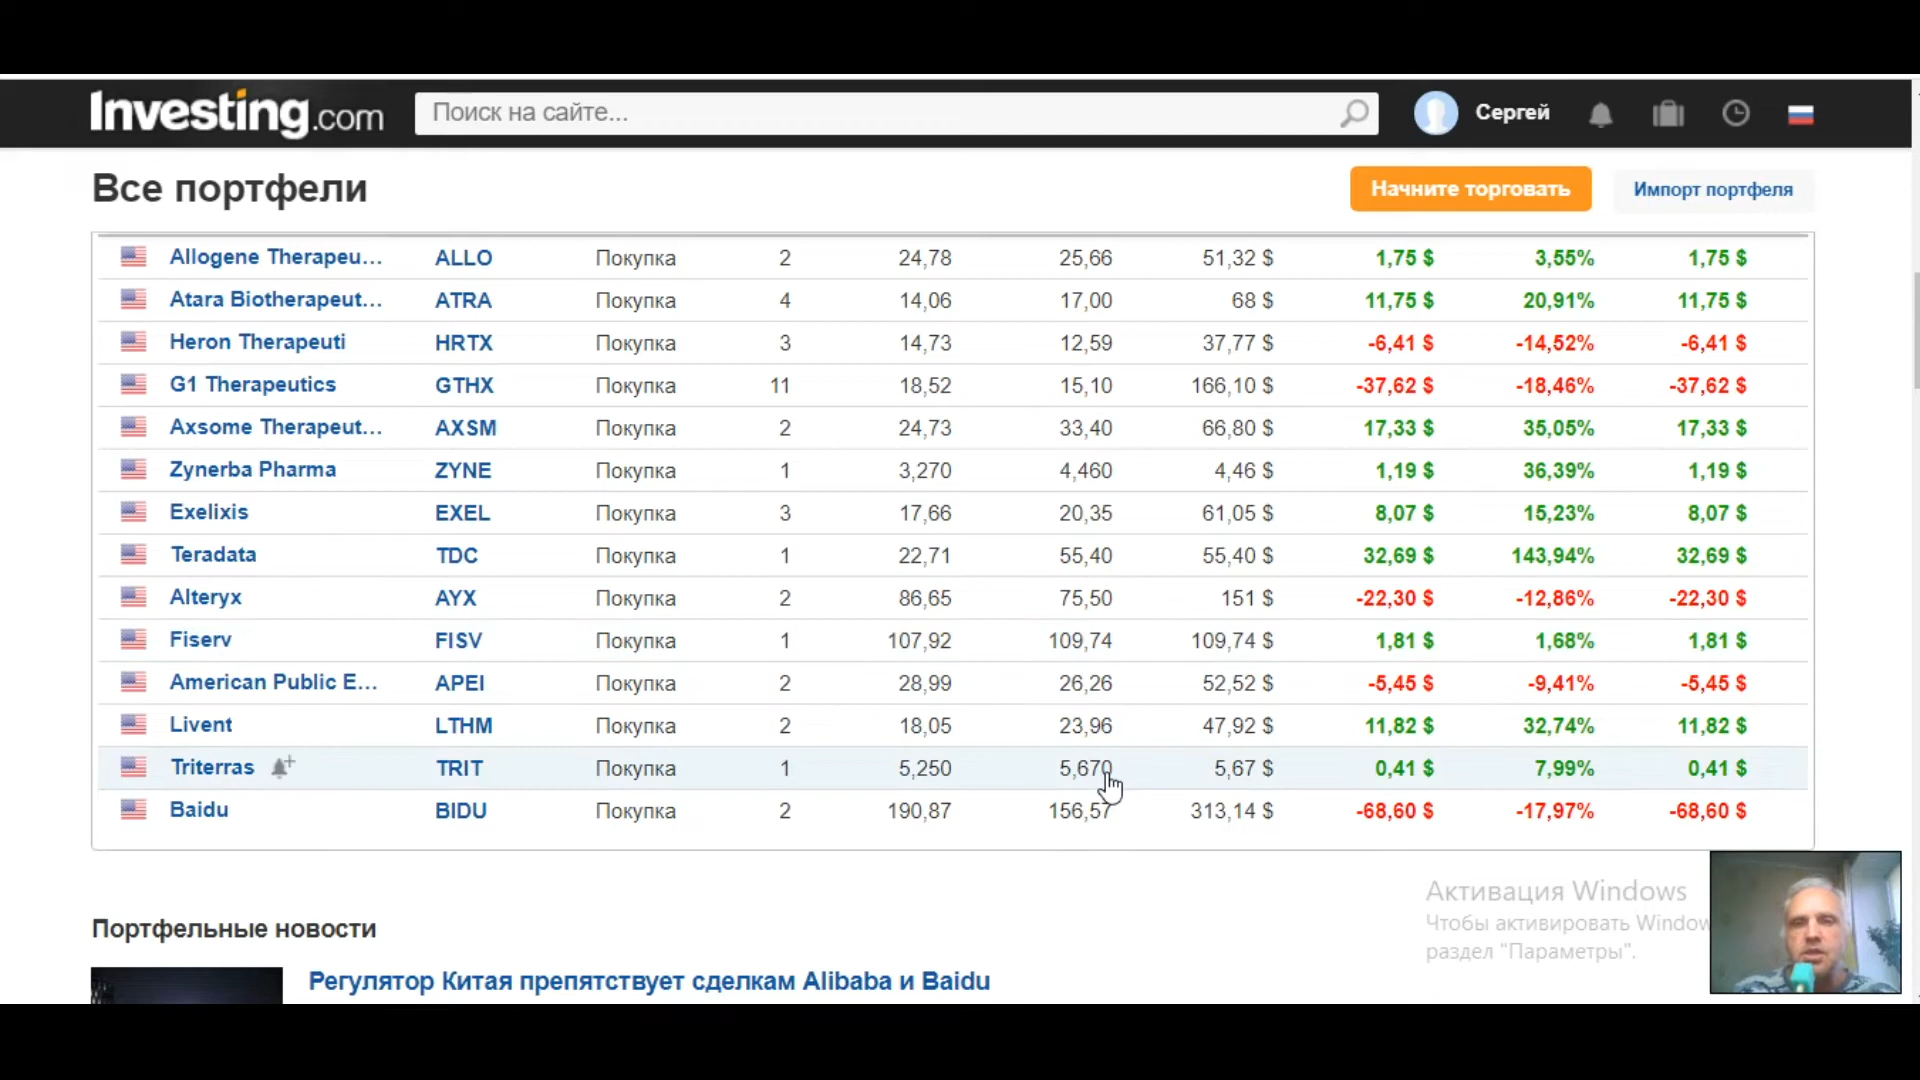 Investing.com Поиск на сайте... Сергей
Все портфели Начните торговать Импорт портфеля
Allogene Therapeu... ALLO Покупка 2 24,78 25,66 51,32 $ 1,75 $ 3,55% 1,75 $
Atara Biotherapeut... ATRA Покупка 4 14,06 17,00 68 $ 11,75 $ 20,91% 11,75 $
Heron Therapeuti HRTX Покупка 3 14,73 12,59 37,77 $ -6,41 $ -14,52% -6,41 $
G1 Therapeutics GTHX Покупка 11 18,52 15,10 166,10 $ -37,62 $ -18,46% -37,62 $
Axsome Therapeut... AXSM Покупка 2 24,73 33,40 66,80 $ 17,33 $ 35,05% 17,33 $
Zynerba Pharma ZYNE Покупка 1 3,270 4,460 4,46 $ 1,19 $ 36,39% 1,19 $
Exelixis EXEL Покупка 3 17,66 20,35 61,05 $ 8,07 $ 15,23% 8,07 $
Teradata TDC Покупка 1 22,71 55,40 55,40 $ 32,69 $ 143,94% 32,69 $
Alteryx AYX Покупка 2 86,65 75,50 151 $ -22,30 $ -12,86% -22,30 $
Fiserv FISV Покупка 1 107,92 109,74 109,74 $ 1,81 $ 1,68% 1,81 $
American Public E... APEI Покупка 2 28,99 26,26 52,52 $ -5,45 $ -9,41% -5,45 $
Livent LTHM Покупка 2 18,05 23,96 47,92 $ 11,82 $ 32,74% 11,82 $
Triterras TRIT Покупка 1 5,250 5,670 5,67 $ 0,41 $ 7,99% 0,41 $
Baidu BIDU Покупка 2 190,87 156,57 313,14 $ -68,60 $ -17,97% -68,60 $
Активация Windows
Чтобы активировать Window
раздел "Параметры".
Портфельные новости
Регулятор Китая препятствует сделкам Alibaba и Baidu